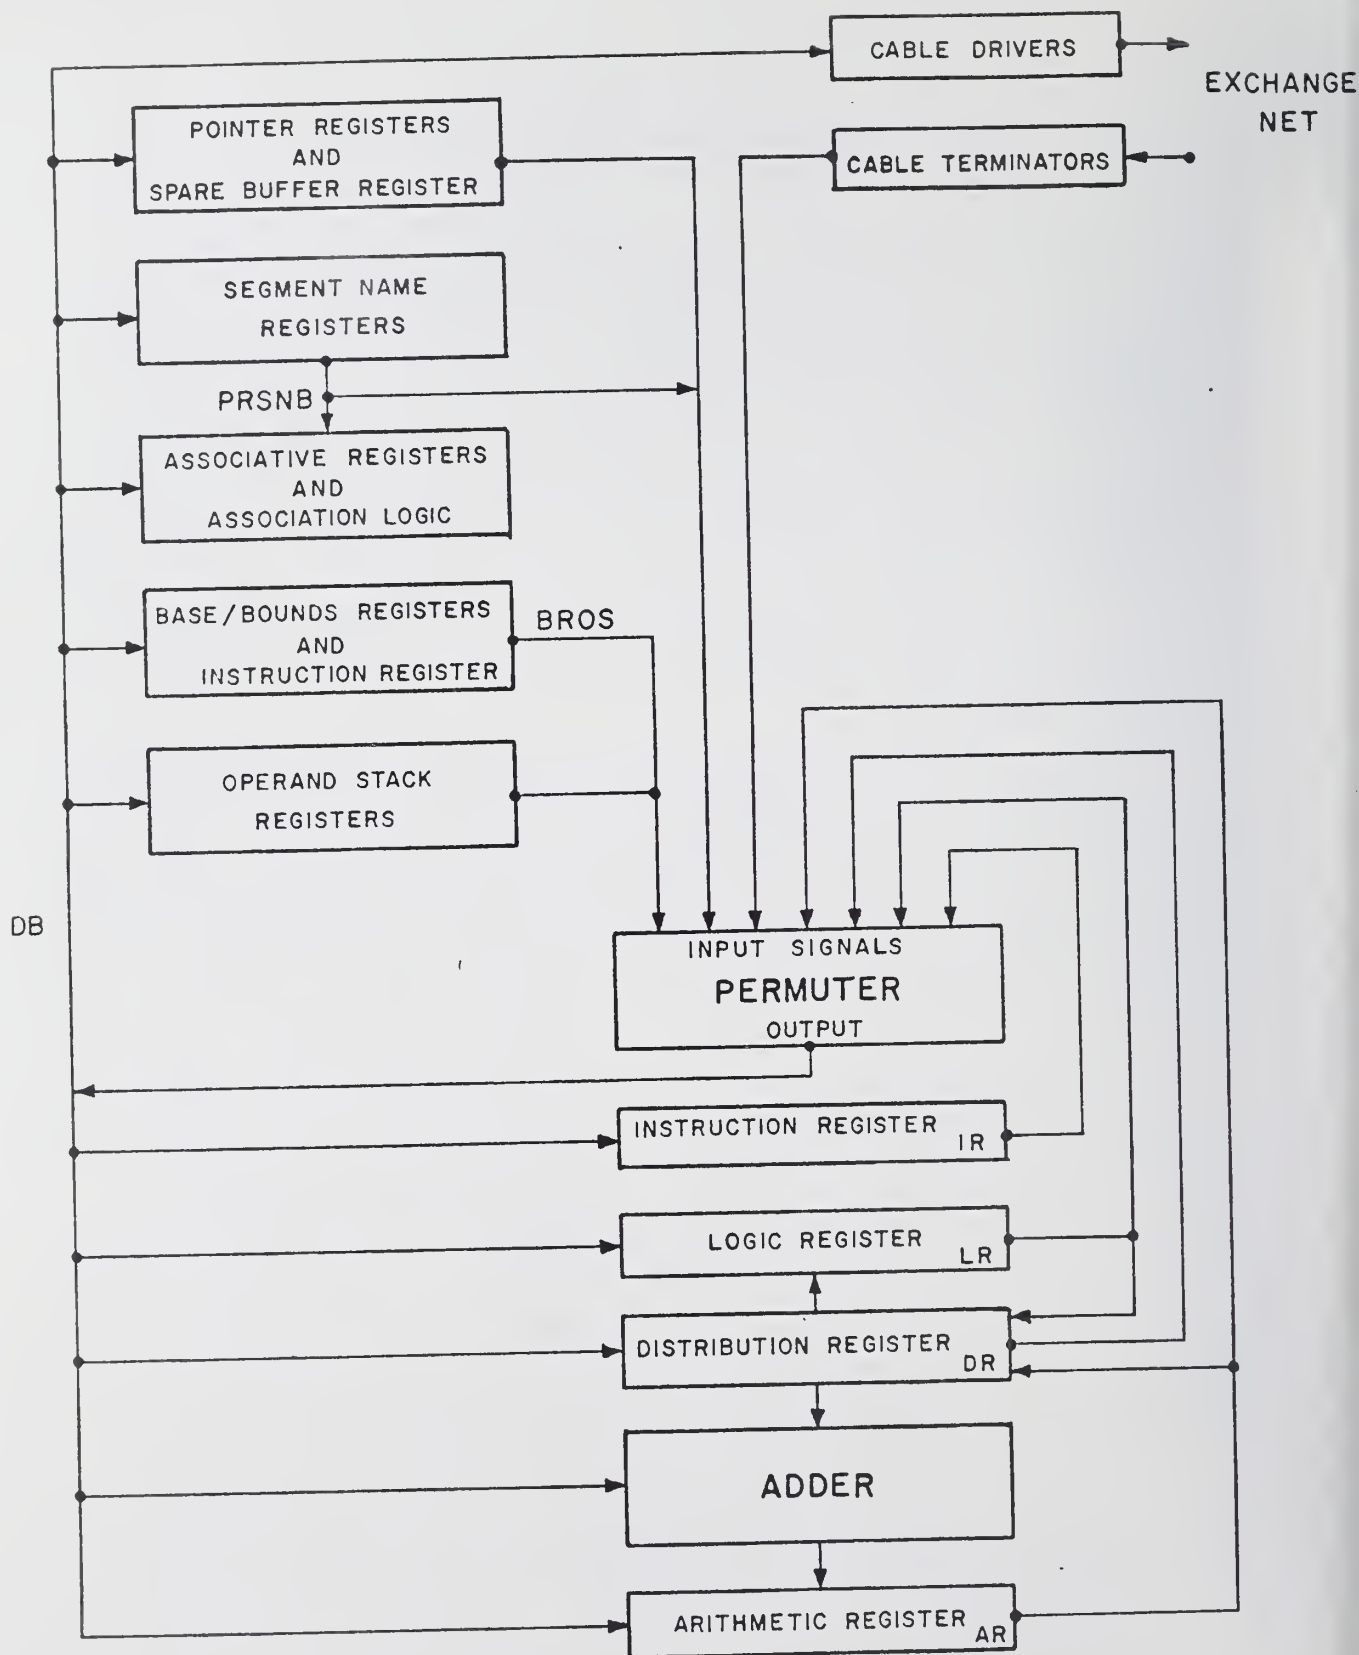 CABLE DRIVERS
EXCHANGE
NET
POINTER REGISTERS
AND
SPARE BUFFER REGISTER
CABLE TERMINATORS
SEGMENT NAME
REGISTERS
PRSNB
ASSOCIATIVE REGISTERS
AND
ASSOCIATION LOGIC
BASE/BOUNDS REGISTERS
AND
INSTRUCTION REGISTER
BROS
OPERAND STACK
REGISTERS
DB
INPUT SIGNALS
PERMUTER
OUTPUT
INSTRUCTION REGISTER
IR
LOGIC REGISTER
LR
DISTRIBUTION REGISTER
DR
ADDER
ARITHMETIC REGISTER
AR